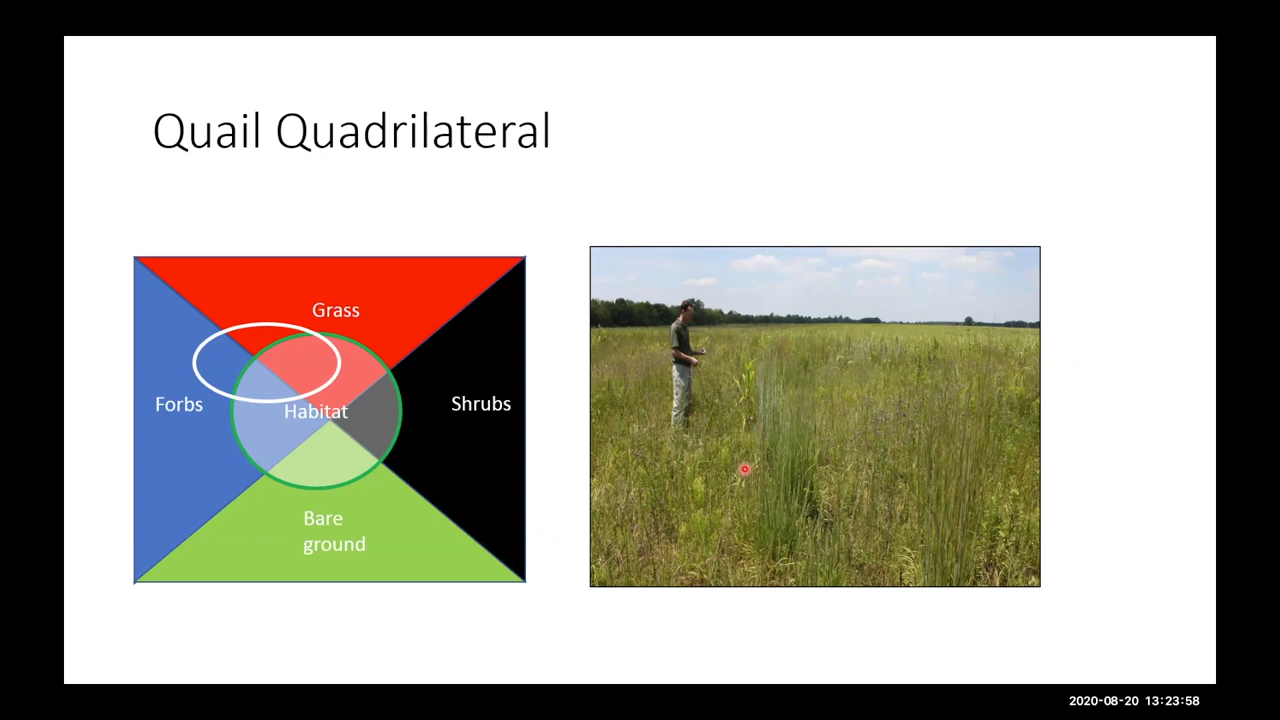 Quail Quadrilateral
Grass
Forbs
Habitat
Shrubs
Bare
ground
2020-08-20 13:23:58